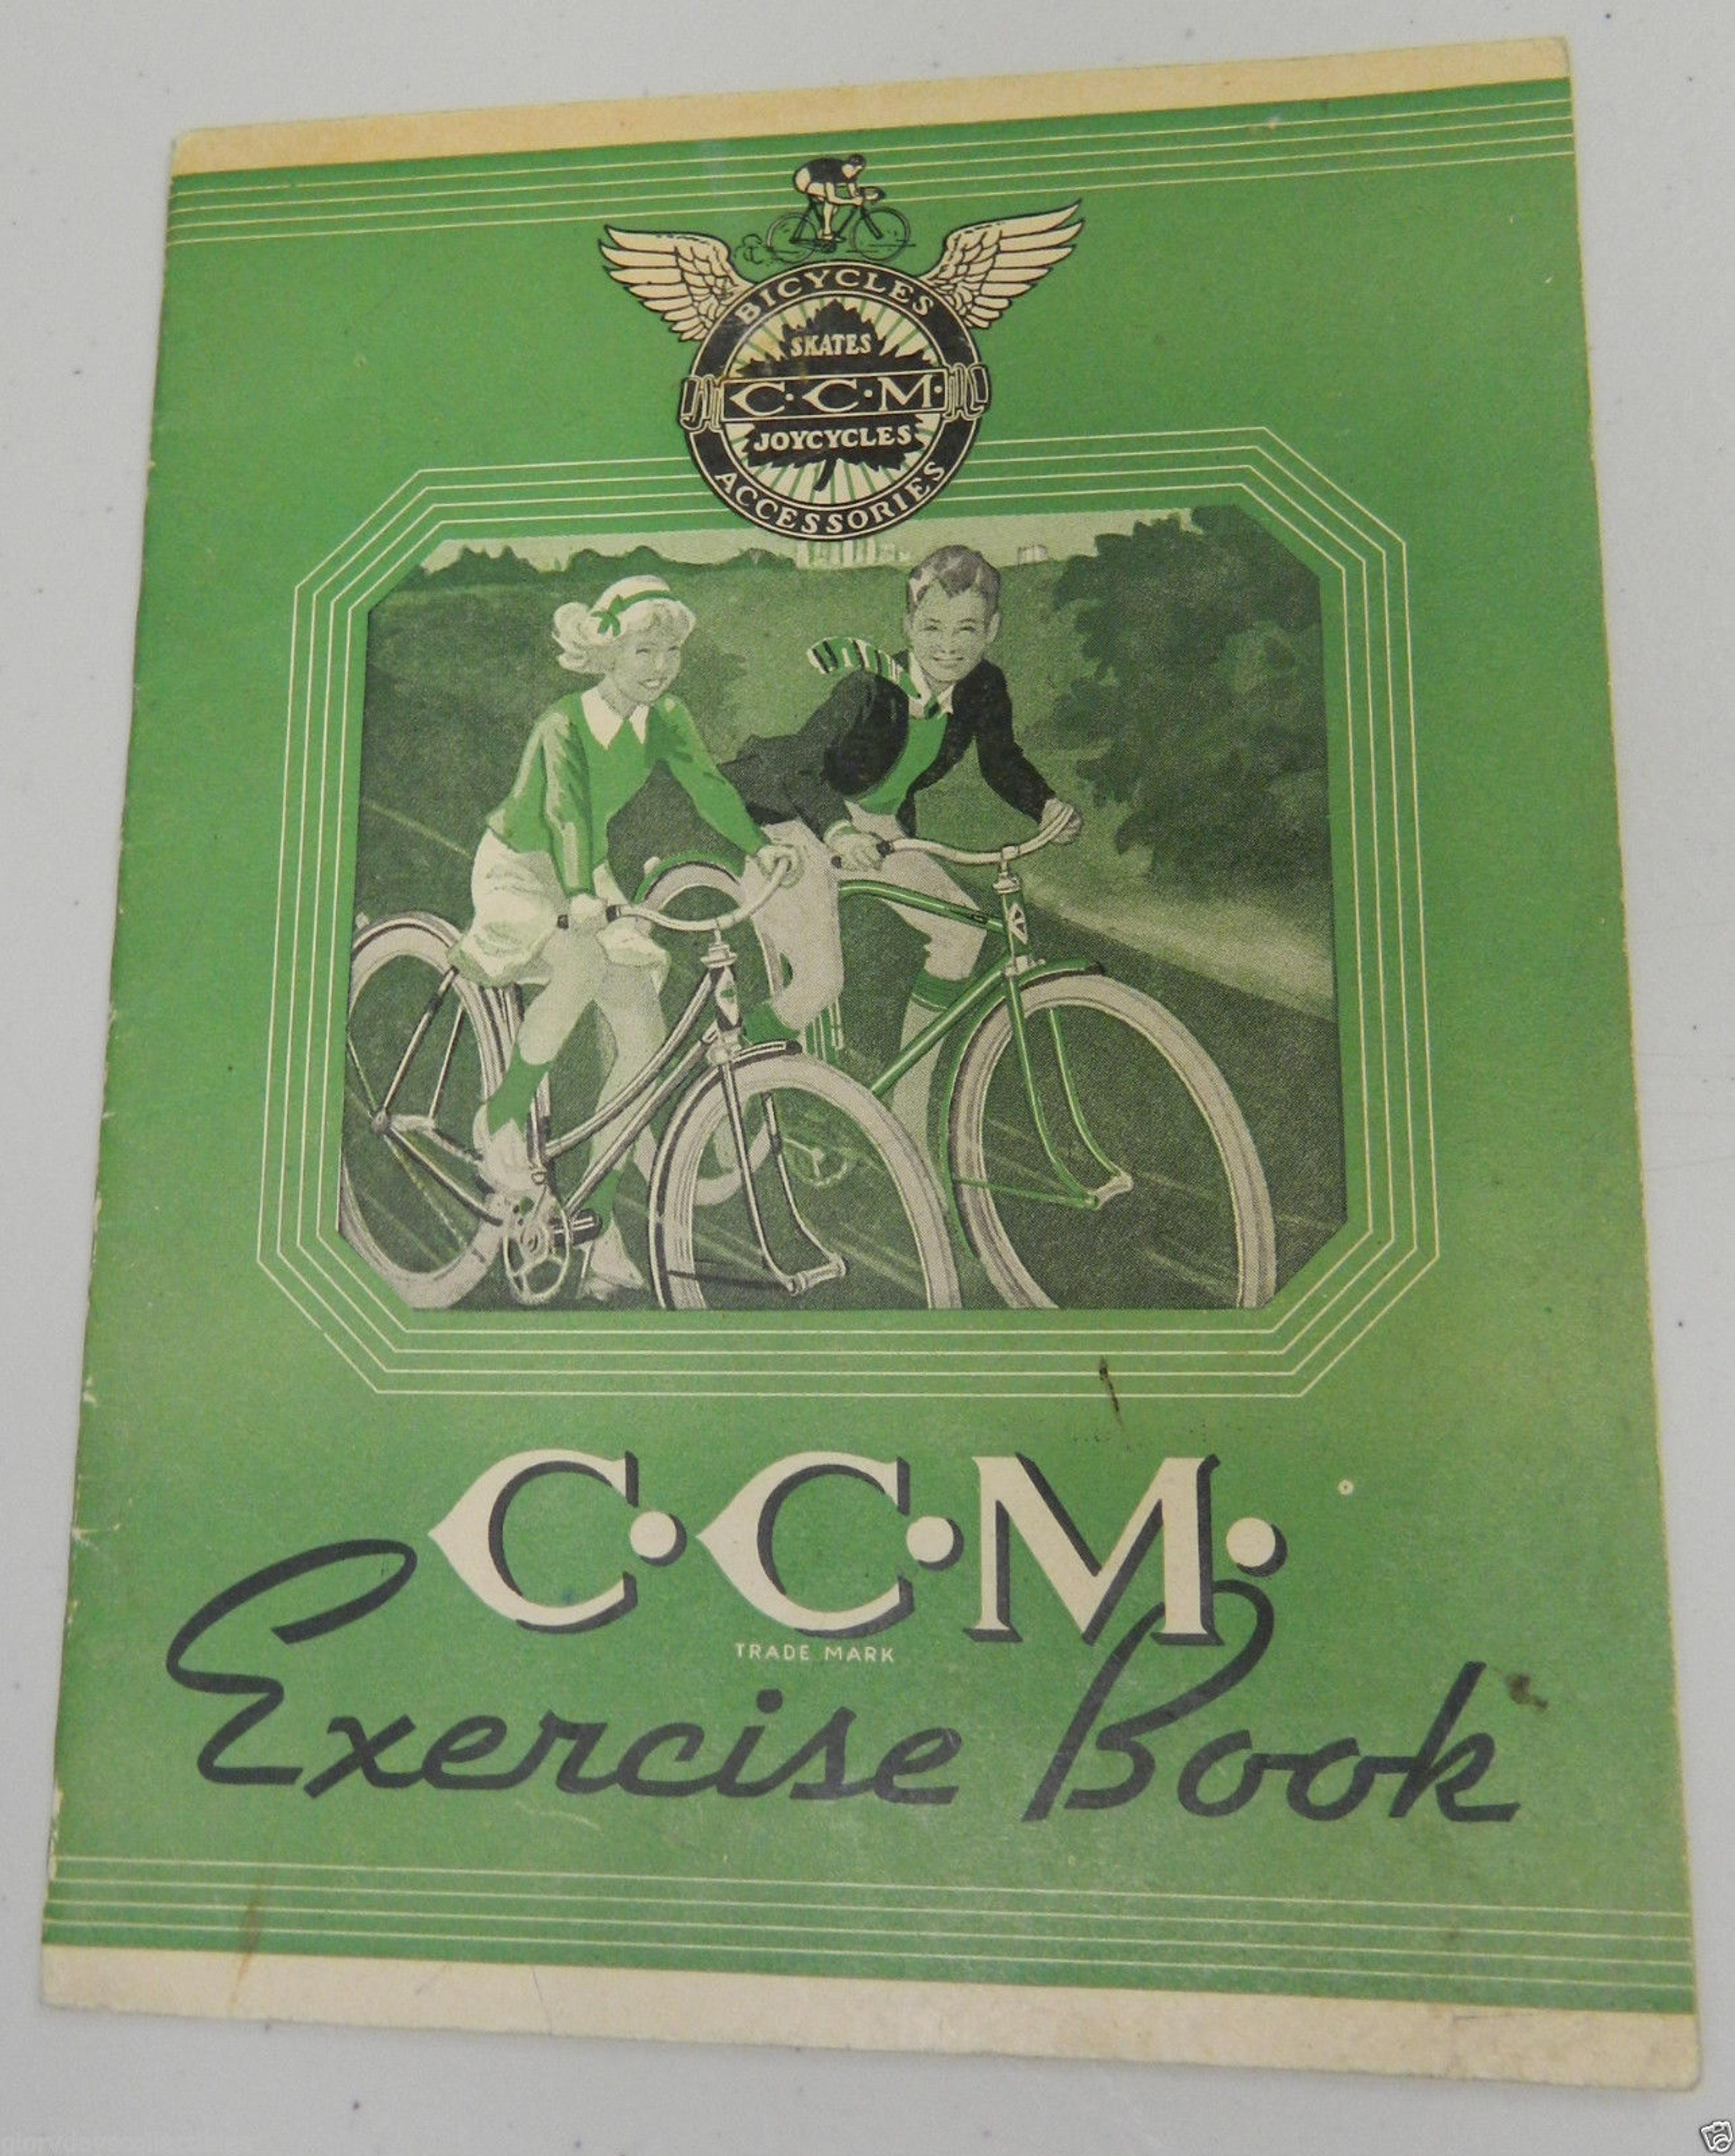 BICYCLES
SKATES
C·C·M·
JOYCYCLES
ACCESSORIES
C·C·M·
TRADE MARK
Exercise Book